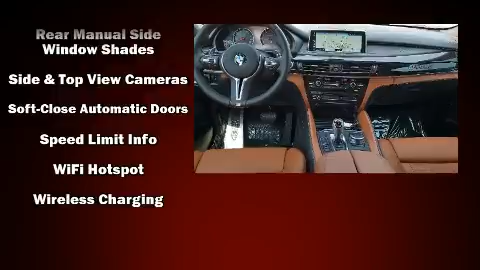 Rear Manual Side
Window Shades
Side & Top View Cameras
Soft-Close Automatic Doors
Speed Limit Info
WiFi Hotspot
Wireless Charging